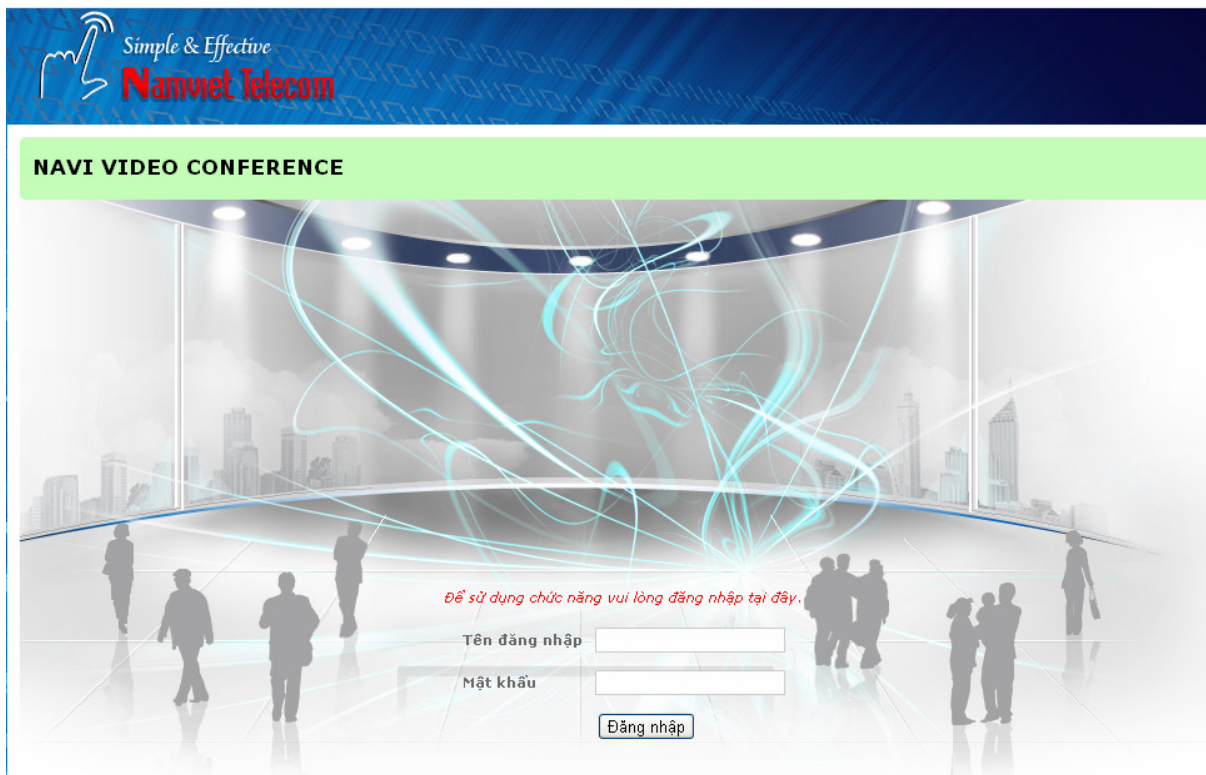 Simple & Effective
Namviet Telecom
NAVI VIDEO CONFERENCE
Để sử dụng chức năng vui lòng đăng nhập tại đây.
Tên đăng nhập
Mật khẩu
Đăng nhập